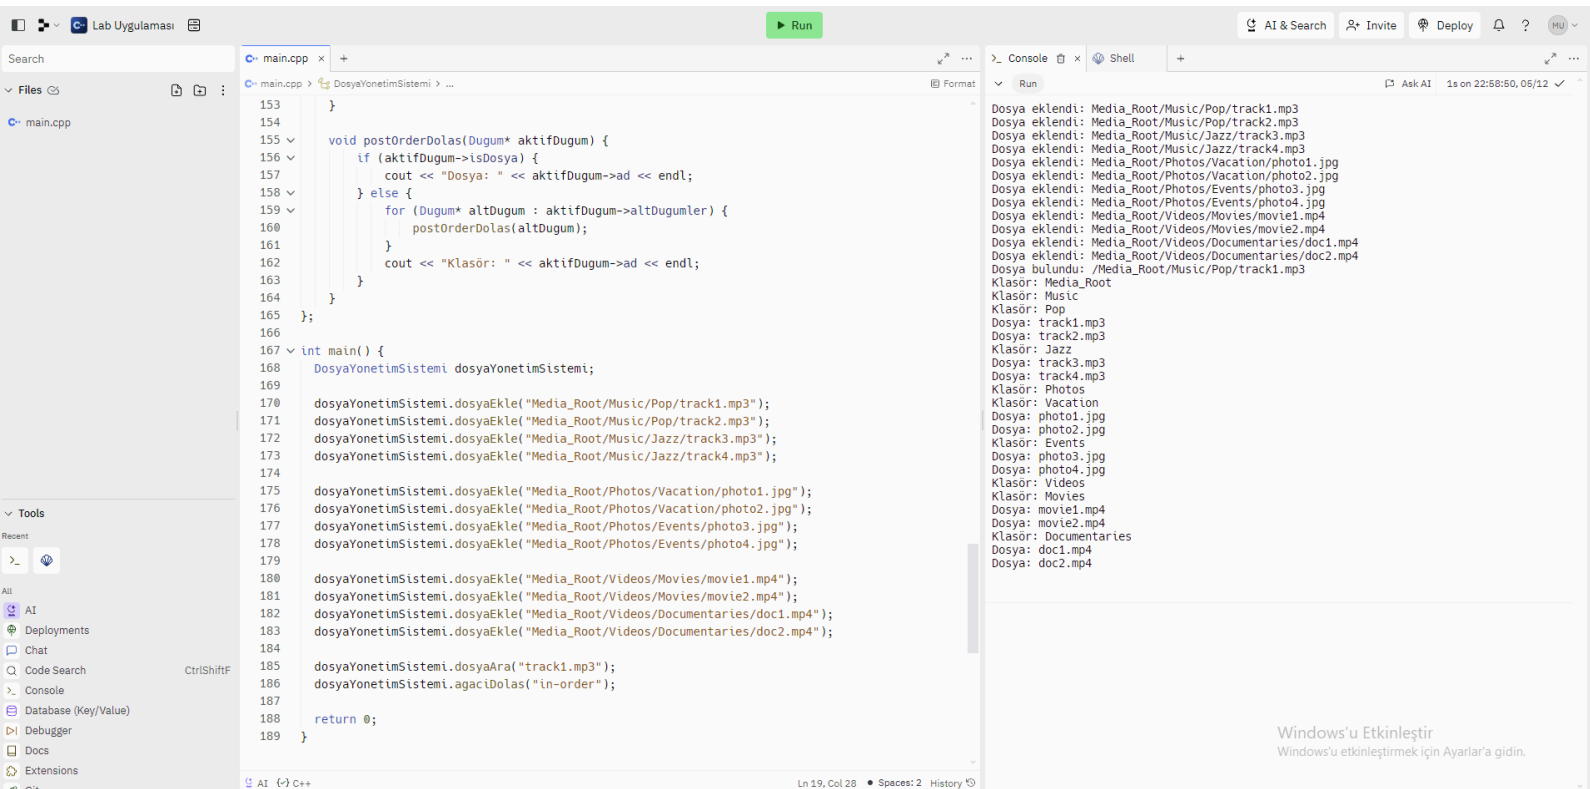 Lab Uygulaması
Run
AI & Search
Invite
Deploy
MU
Search
Files
main.cpp
main.cpp
main.cpp > DosyaYonetimSistemi > ...
Format
153 }
154
155 void postOrderDolas(Dugum* aktifDugum) {
156 if (aktifDugum->isDosya) {
157 cout << "Dosya: " << aktifDugum->ad << endl;
158 } else {
159 for (Dugum* altDugum : aktifDugum->altDugumler) {
160 postOrderDolas(altDugum);
161 }
162 cout << "Klasör: " << aktifDugum->ad << endl;
163 }
164 }
165 };
166
167 int main() {
168 DosyaYonetimSistemi dosyaYonetimSistemi;
169
170 dosyaYonetimSistemi.dosyaEkle("Media_Root/Music/Pop/track1.mp3");
171 dosyaYonetimSistemi.dosyaEkle("Media_Root/Music/Pop/track2.mp3");
172 dosyaYonetimSistemi.dosyaEkle("Media_Root/Music/Jazz/track3.mp3");
173 dosyaYonetimSistemi.dosyaEkle("Media_Root/Music/Jazz/track4.mp3");
174
175 dosyaYonetimSistemi.dosyaEkle("Media_Root/Photos/Vacation/photo1.jpg");
176 dosyaYonetimSistemi.dosyaEkle("Media_Root/Photos/Vacation/photo2.jpg");
177 dosyaYonetimSistemi.dosyaEkle("Media_Root/Photos/Events/photo3.jpg");
178 dosyaYonetimSistemi.dosyaEkle("Media_Root/Photos/Events/photo4.jpg");
179
180 dosyaYonetimSistemi.dosyaEkle("Media_Root/Videos/Movies/movie1.mp4");
181 dosyaYonetimSistemi.dosyaEkle("Media_Root/Videos/Movies/movie2.mp4");
182 dosyaYonetimSistemi.dosyaEkle("Media_Root/Videos/Documentaries/doc1.mp4");
183 dosyaYonetimSistemi.dosyaEkle("Media_Root/Videos/Documentaries/doc2.mp4");
184
185 dosyaYonetimSistemi.dosyaAra("track1.mp3");
186 dosyaYonetimSistemi.agaciDolas("in-order");
187
188 return 0;
189 }
AI C++
Ln 19, Col 28 Spaces: 2 History
Console
Shell
Run
Ask AI 1s on 22:58:50, 05/12
Dosya eklendi: Media_Root/Music/Pop/track1.mp3
Dosya eklendi: Media_Root/Music/Pop/track2.mp3
Dosya eklendi: Media_Root/Music/Jazz/track3.mp3
Dosya eklendi: Media_Root/Music/Jazz/track4.mp3
Dosya eklendi: Media_Root/Photos/Vacation/photo1.jpg
Dosya eklendi: Media_Root/Photos/Vacation/photo2.jpg
Dosya eklendi: Media_Root/Photos/Events/photo3.jpg
Dosya eklendi: Media_Root/Photos/Events/photo4.jpg
Dosya eklendi: Media_Root/Videos/Movies/movie1.mp4
Dosya eklendi: Media_Root/Videos/Movies/movie2.mp4
Dosya eklendi: Media_Root/Videos/Documentaries/doc1.mp4
Dosya eklendi: Media_Root/Videos/Documentaries/doc2.mp4
Dosya bulundu: /Media_Root/Music/Pop/track1.mp3
Klasör: Media_Root
Klasör: Music
Klasör: Pop
Dosya: track1.mp3
Dosya: track2.mp3
Klasör: Jazz
Dosya: track3.mp3
Dosya: track4.mp3
Klasör: Photos
Klasör: Vacation
Dosya: photo1.jpg
Dosya: photo2.jpg
Klasör: Events
Dosya: photo3.jpg
Dosya: photo4.jpg
Klasör: Videos
Klasör: Movies
Dosya: movie1.mp4
Dosya: movie2.mp4
Klasör: Documentaries
Dosya: doc1.mp4
Dosya: doc2.mp4
Tools
Recent
All
AI
Deployments
Chat
Code Search CtrlShiftF
Console
Database (Key/Value)
Debugger
Docs
Extensions
Windows'u Etkinleştir
Windows'u etkinleştirmek için Ayarlar'a gidin.